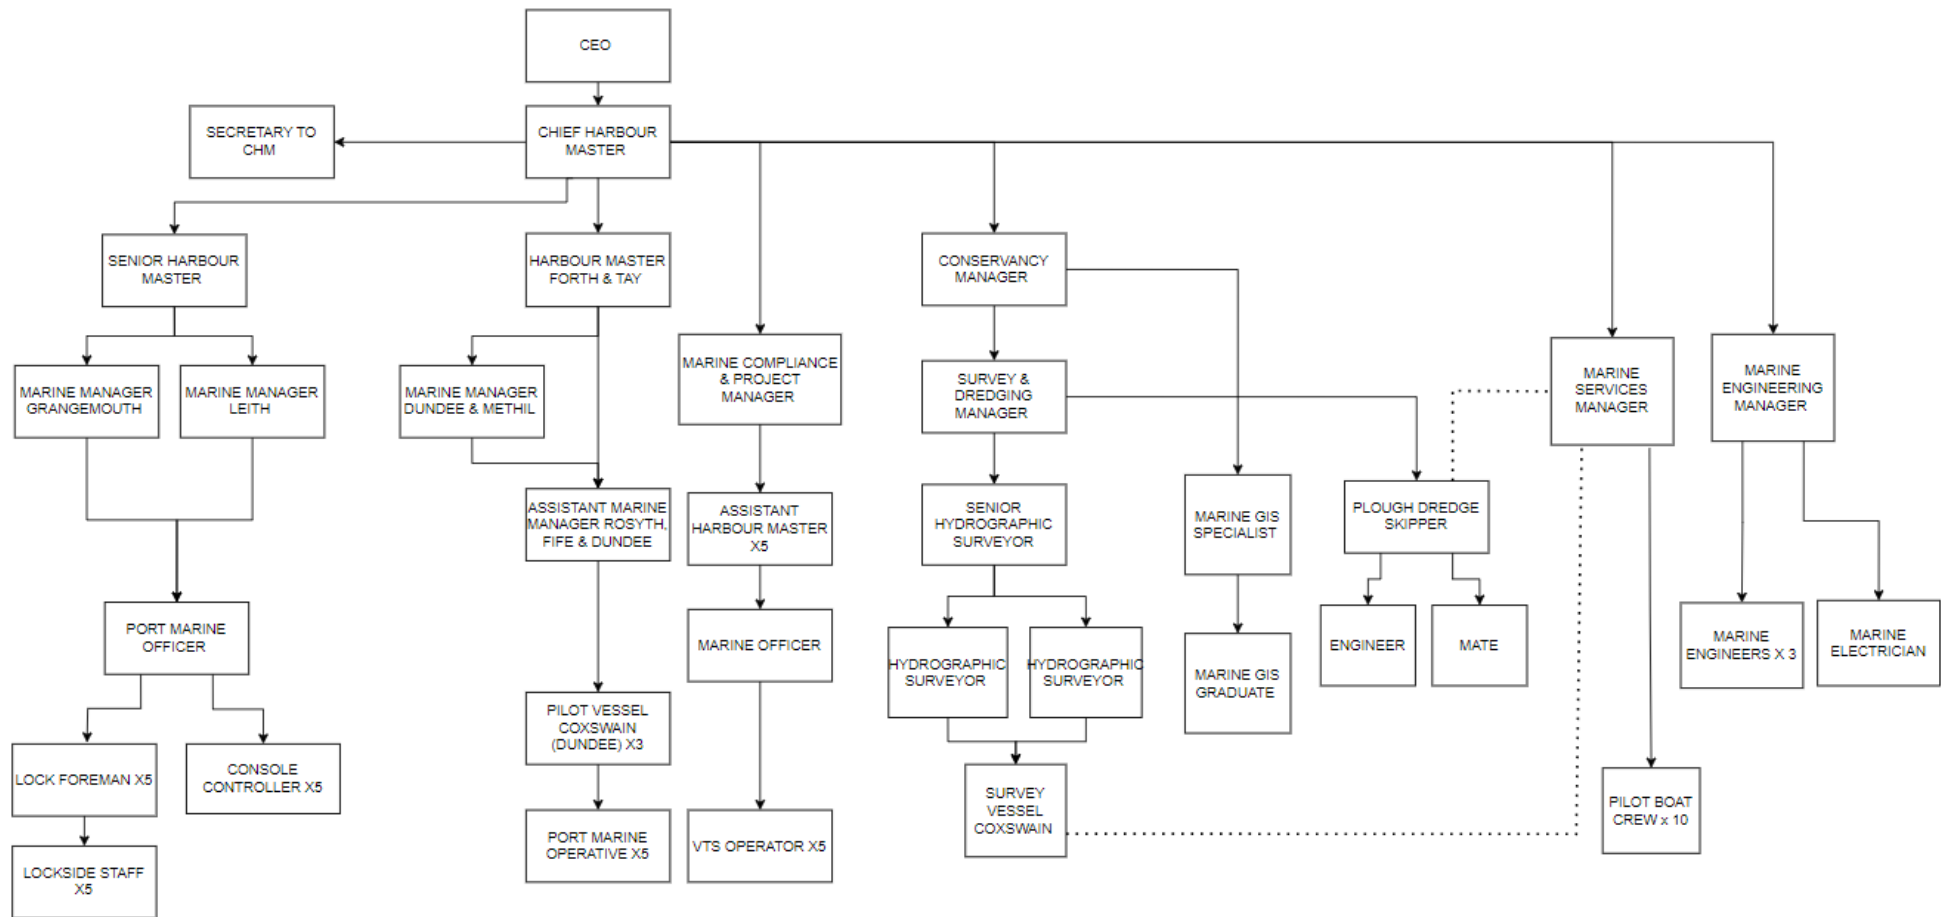 CEO
SECRETARY TO
CHM
CHIEF HARBOUR
MASTER
SENIOR HARBOUR
MASTER
HARBOUR MASTER
FORTH & TAY
CONSERVANCY
MANAGER
MARINE MANAGER
GRANGEMOUTH
MARINE MANAGER
LEITH
MARINE MANAGER
DUNDEE & METHIL
MARINE COMPLIANCE
& PROJECT
MANAGER
SURVEY &
DREDGING
MANAGER
MARINE
SERVICES
MANAGER
MARINE
ENGINEERING
MANAGER
ASSISTANT MARINE
MANAGER ROSYTH,
FIFE & DUNDEE
ASSISTANT
HARBOUR MASTER
X5
SENIOR
HYDROGRAPHIC
SURVEYOR
MARINE GIS
SPECIALIST
PLOUGH DREDGE
SKIPPER
PORT MARINE
OFFICER
MARINE OFFICER
HYDROGRAPHIC
SURVEYOR
HYDROGRAPHIC
SURVEYOR
MARINE GIS
GRADUATE
ENGINEER
MATE
MARINE
ENGINEERS X 3
MARINE
ELECTRICIAN
LOCK FOREMAN X5
CONSOLE
CONTROLLER X5
PILOT VESSEL
COXSWAIN
(DUNDEE) X3
SURVEY
VESSEL
COXSWAIN
PILOT BOAT
CREW x 10
LOCKSIDE STAFF
X5
PORT MARINE
OPERATIVE X5
VTS OPERATOR X5